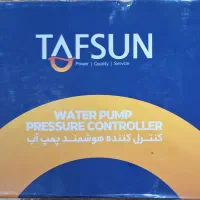 TAFSUN
Power | Quality | Service
WATER PUMP
PRESSURE CONTROLLER
کنترل کننده هوشمند پمپ آب